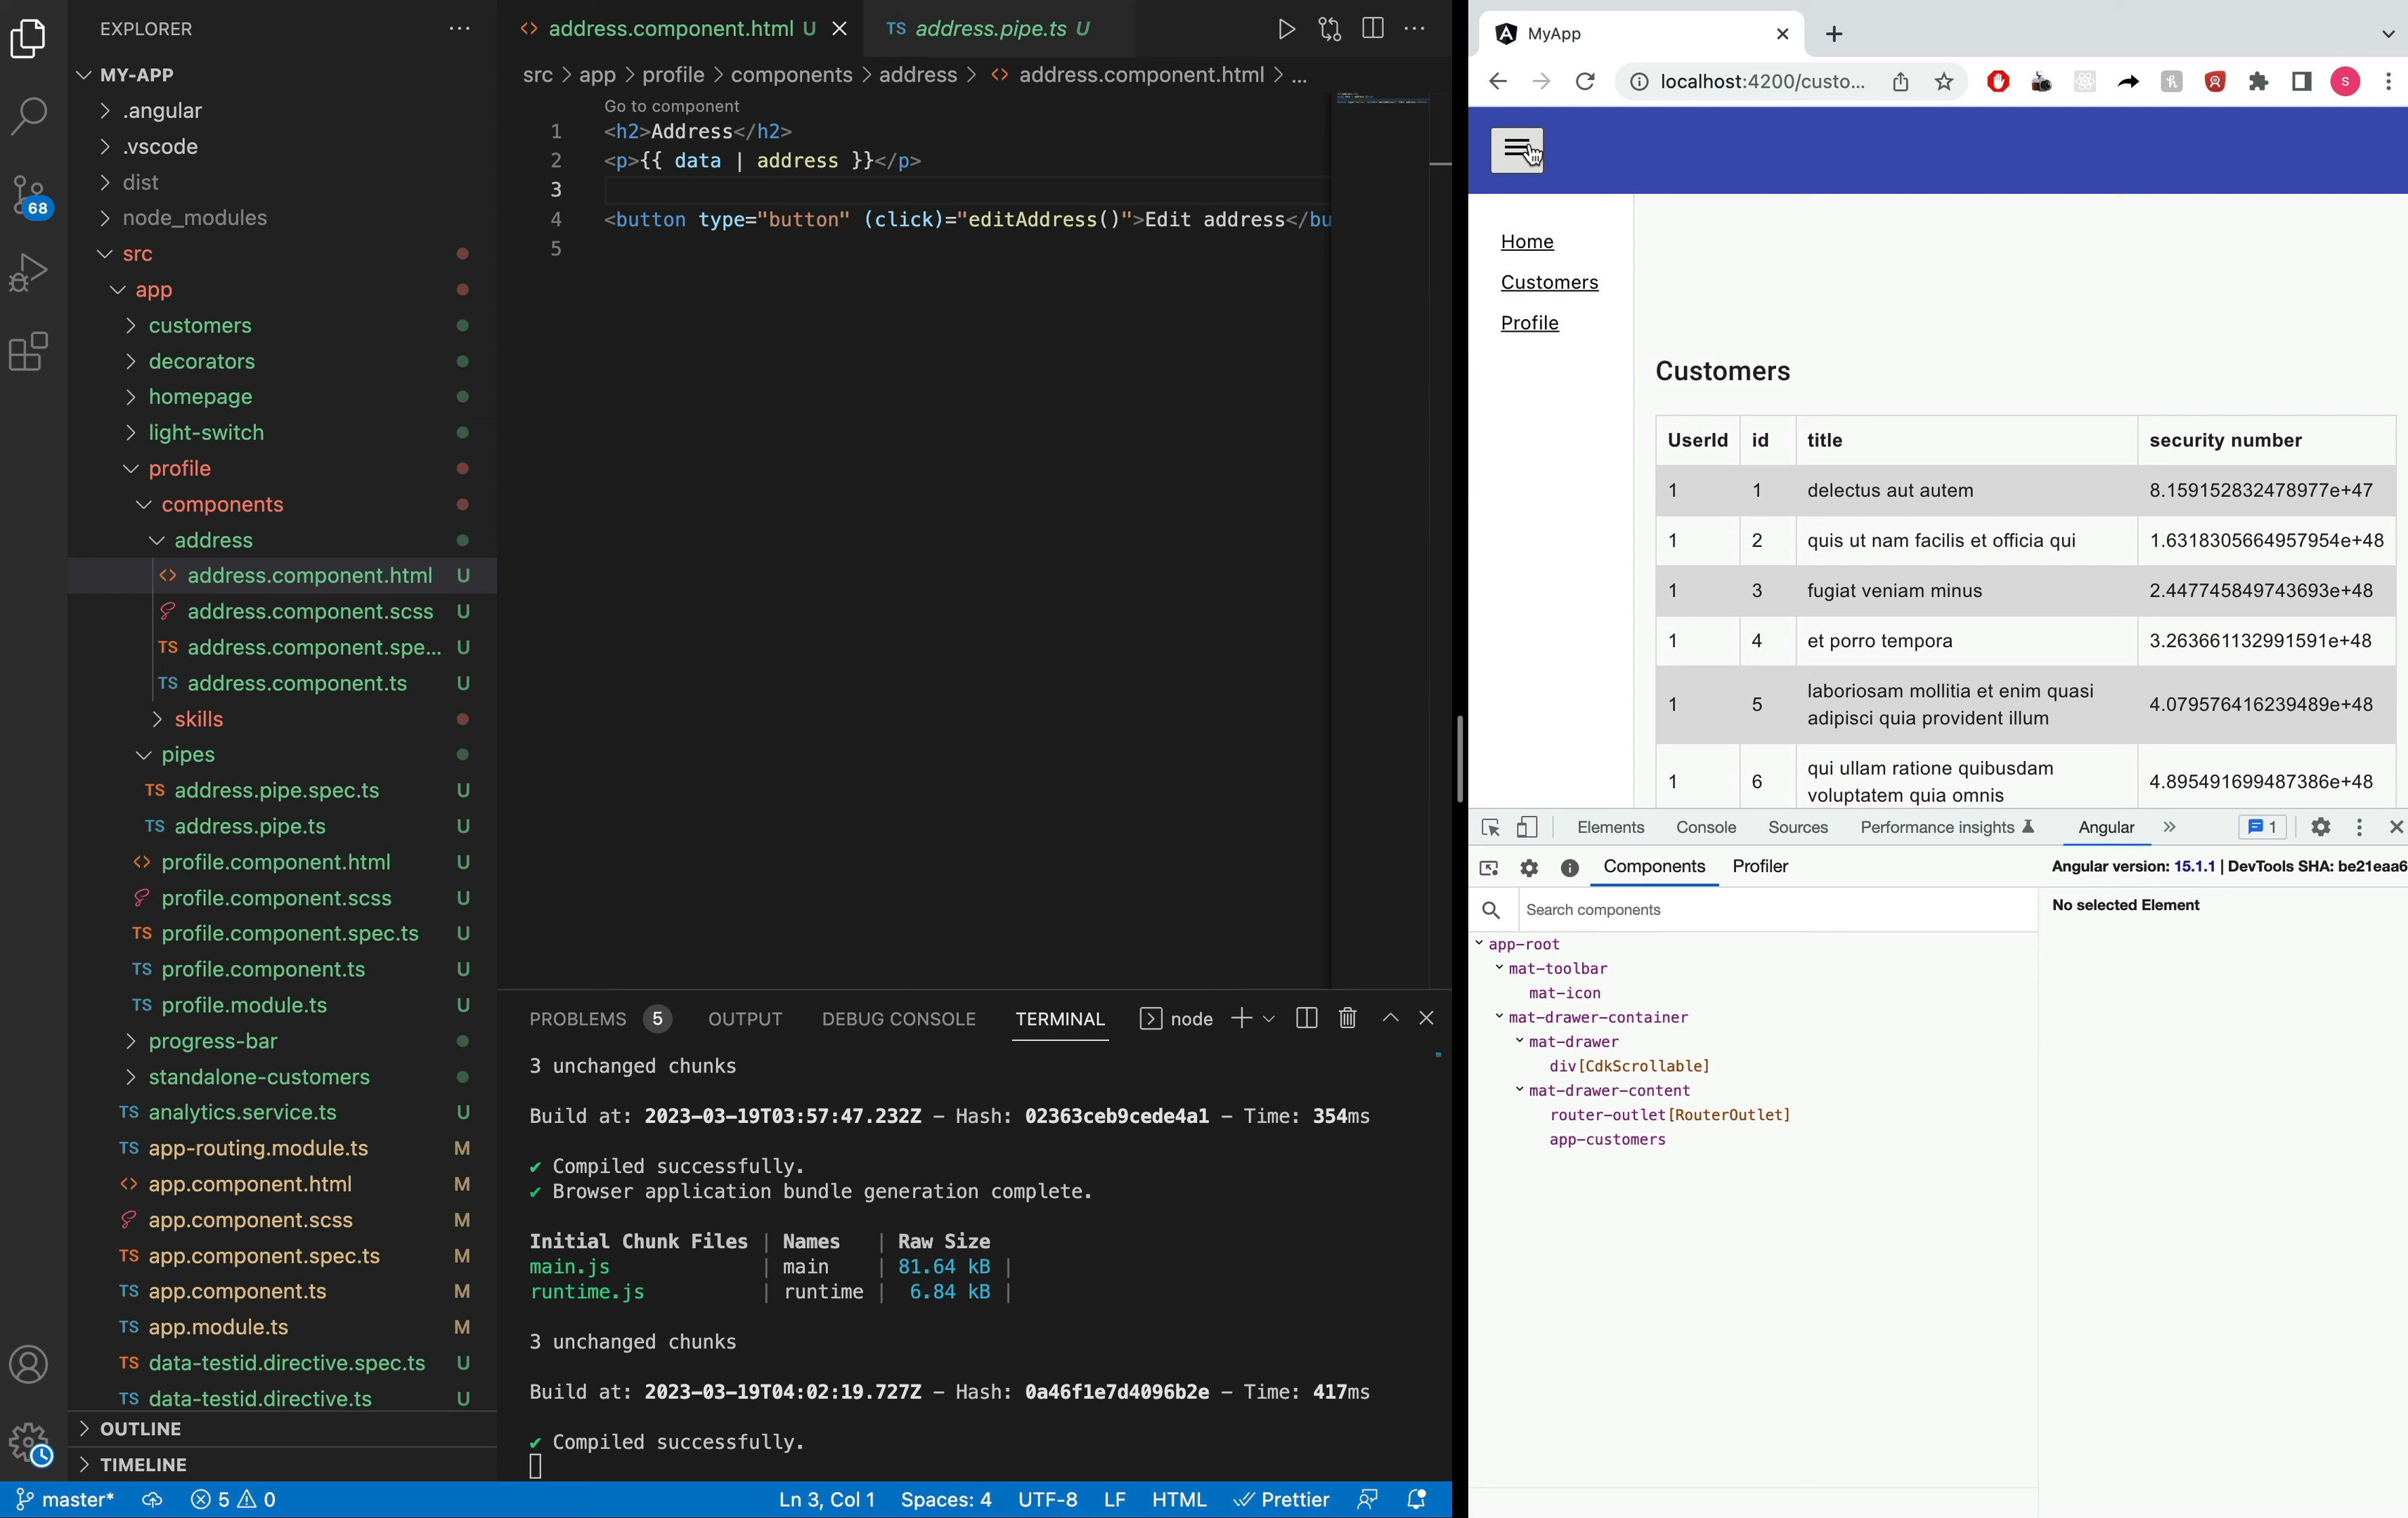 EXPLORER
MY-APP
.angular
.vscode
dist
node_modules
src
app
customers
decorators
homepage
light-switch
profile
components
address
address.component.html U
address.component.scss U
address.component.spe... U
address.component.ts U
skills
pipes
address.pipe.spec.ts U
address.pipe.ts U
profile.component.html U
profile.component.scss U
profile.component.spec.ts U
profile.component.ts U
profile.module.ts U
progress-bar
standalone-customers
analytics.service.ts U
app-routing.module.ts M
app.component.html M
app.component.scss M
app.component.spec.ts M
app.component.ts M
app.module.ts M
data-testid.directive.spec.ts U
data-testid.directive.ts U
OUTLINE
TIMELINE
68
address.component.html U
TS address.pipe.ts U
src > app > profile > components > address > address.component.html > ...
Go to component
1 <h2>Address</h2>
2 <p>{{ data | address }}</p>
3
4 <button type="button" (click)="editAddress()">Edit address</bu
5
PROBLEMS 5 OUTPUT DEBUG CONSOLE TERMINAL node
3 unchanged chunks
Build at: 2023-03-19T03:57:47.232Z - Hash: 02363ceb9cede4a1 - Time: 354ms
✔ Compiled successfully.
✔ Browser application bundle generation complete.
Initial Chunk Files | Names | Raw Size
main.js | main | 81.64 kB |
runtime.js | runtime | 6.84 kB |
3 unchanged chunks
Build at: 2023-03-19T04:02:19.727Z - Hash: 0a46f1e7d4096b2e - Time: 417ms
✔ Compiled successfully.
master* 5 0 Ln 3, Col 1 Spaces: 4 UTF-8 LF HTML Prettier
MyApp
localhost:4200/custo...
S
Home
Customers
Profile
Customers
UserId id title security number
1 1 delectus aut autem 8.159152832478977e+47
1 2 quis ut nam facilis et officia qui 1.6318305664957954e+48
1 3 fugiat veniam minus 2.447745849743693e+48
1 4 et porro tempora 3.263661132991591e+48
1 5 laboriosam mollitia et enim quasi adipisci quia provident illum 4.079576416239489e+48
1 6 qui ullam ratione quibusdam voluptatem quia omnis 4.895491699487386e+48
Elements Console Sources Performance insights Angular 1
Components Profiler Angular version: 15.1.1 | DevTools SHA: be21eaa6
Search components
No selected Element
app-root
mat-toolbar
mat-icon
mat-drawer-container
mat-drawer
div[CdkScrollable]
mat-drawer-content
router-outlet[RouterOutlet]
app-customers